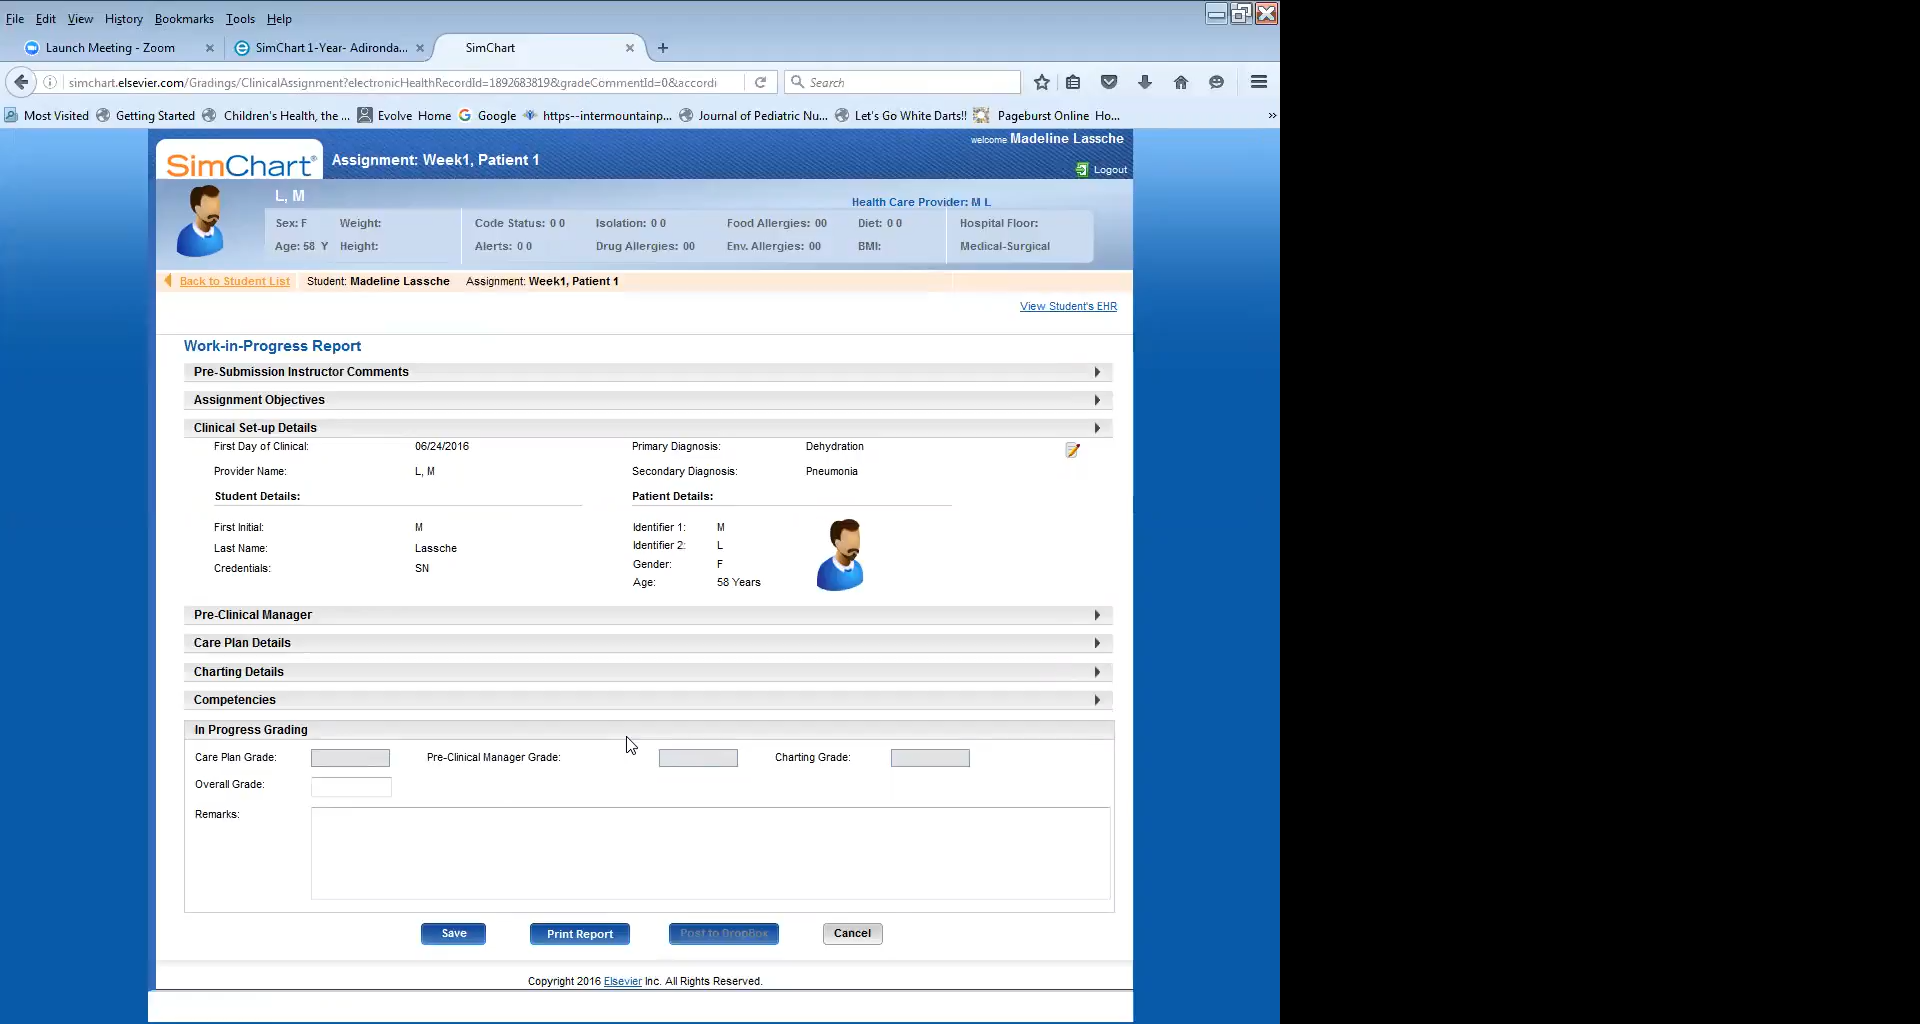 File Edit View History Bookmarks Tools Help
Launch Meeting - Zoom × SimChart 1-Year- Adironda... × SimChart × +
simchart.elsevier.com/Gradings/ClinicalAssignment?electronicHealthRecordId=1892683819&gradeCommentId=0&accordi Search
Most Visited Getting Started Children's Health, the ... Evolve Home Google https--intermountainp... Journal of Pediatric Nu... Let's Go White Darts!! Pageburst Online Ho... »
welcome Madeline Lassche
SimChart® Assignment: Week1, Patient 1
Logout
L, M
Health Care Provider: M L
Sex: F Weight: Code Status: 0 0 Isolation: 0 0 Food Allergies: 00 Diet: 0 0 Hospital Floor:
Age: 58 Y Height: Alerts: 0 0 Drug Allergies: 00 Env. Allergies: 00 BMI: Medical-Surgical
Back to Student List Student: Madeline Lassche Assignment: Week1, Patient 1
View Student's EHR
Work-in-Progress Report
Pre-Submission Instructor Comments
Assignment Objectives
Clinical Set-up Details
First Day of Clinical: 06/24/2016 Primary Diagnosis: Dehydration
Provider Name: L, M Secondary Diagnosis: Pneumonia
Student Details: Patient Details:
First Initial: M Identifier 1: M
Last Name: Lassche Identifier 2: L
Credentials: SN Gender: F
Age: 58 Years
Pre-Clinical Manager
Care Plan Details
Charting Details
Competencies
In Progress Grading
Care Plan Grade: Pre-Clinical Manager Grade: Charting Grade:
Overall Grade:
Remarks:
Save Print Report Post to DropBox Cancel
Copyright 2016 Elsevier Inc. All Rights Reserved.